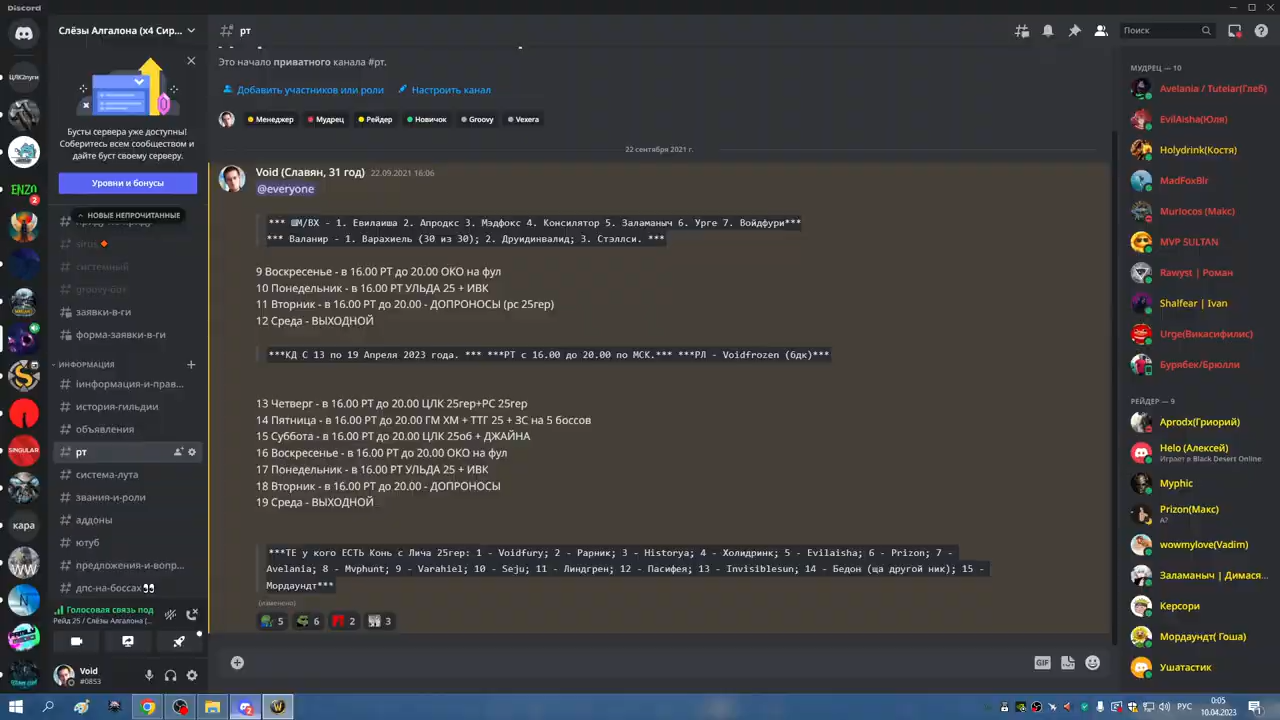 Discord
Слёзы Алгалона (x4 Сир...
Бусты сервера уже доступны!
Соберитесь всем сообществом и
дайте буст своему серверу.
Уровни и бонусы
НОВЫЕ НЕПРОЧИТАННЫЕ
sirus
системный
groovy-бот
заявки-в-ги
форма-заявки-в-ги
ИНФОРМАЦИЯ
информация-и-прав...
история-гильдии
объявления
рт
система-лута
звания-и-роли
аддоны
ютуб
предложения-и-вопр...
дпс-на-боссах
Голосовая связь под
Рейд 25 / Слёзы Алгалона (...
Void
#0853
ENZO
2
SINGULAR
кара
рт
Поиск
Это начало приватного канала #рт.
Добавить участников или роли
Настроить канал
Менеджер
Мудрец
Рейдер
Новичок
Groovy
Vexera
22 сентября 2021 г.
Void (Славян, 31 год) 22.09.2021 16:06
@everyone
М/ВХ - 1. Евилаиша 2. Апродкс 3. Мэдфокс 4. Консилятор 5. Заламаныч 6. Урге 7. Войдфури***
*** Валанир - 1. Варахиель (30 из 30); 2. Друидинвалид; 3. Стэллси. ***
9 Воскресенье - в 16.00 РТ до 20.00 ОКО на фул
10 Понедельник - в 16.00 РТ УЛЬДА 25 + ИВК
11 Вторник - в 16.00 РТ до 20.00 - ДОПРОНОСЫ (рс 25гер)
12 Среда - ВЫХОДНОЙ
***КД С 13 по 19 Апреля 2023 года. *** ***РТ с 16.00 до 20.00 по МСК.*** ***РЛ - Voidfrozen (бдк)***
13 Четверг - в 16.00 РТ до 20.00 ЦЛК 25гер+РС 25гер
14 Пятница - в 16.00 РТ до 20.00 ГМ ХМ + ТТГ 25 + ЗС на 5 боссов
15 Суббота - в 16.00 РТ до 20.00 ЦЛК 25об + ДЖАЙНА
16 Воскресенье - в 16.00 РТ до 20.00 ОКО на фул
17 Понедельник - в 16.00 РТ УЛЬДА 25 + ИВК
18 Вторник - в 16.00 РТ до 20.00 - ДОПРОНОСЫ
19 Среда - ВЫХОДНОЙ
***ТЕ у кого ЕСТЬ Конь с Лича 25гер: 1 - Voidfury; 2 - Рарник; 3 - Historya; 4 - Холидринк; 5 - Evilaisha; 6 - Prizon; 7 -
Avelania; 8 - Mvphunt; 9 - Varahiel; 10 - Seju; 11 - Линдгрен; 12 - Пасифея; 13 - Invisiblesun; 14 - Бедон (ща другой ник); 15 -
Мордаундт***
(изменено)
5
6
2
3
GIF
МУДРЕЦ — 10
Avelania / Tutelar(Глеб)
EvilAisha(Юля)
Holydrink(Костя)
MadFoxBlr
Murlocos (Макс)
MVP 5ULTAN
Rawyst | Роман
Shalfear | Ivan
Urge(Викасифилис)
Бурябек/Брюлли
РЕЙДЕР — 9
Aprodx(Григорий)
Helo (Алексей)
Играет в Black Desert Online
Myphic
Prizon(Макс)
А?
wowmylove(Vadim)
Заламаныч | Димася...
Керсори
Мордаундт( Гоша)
Ушатастик
РУС
0:05
10.04.2023